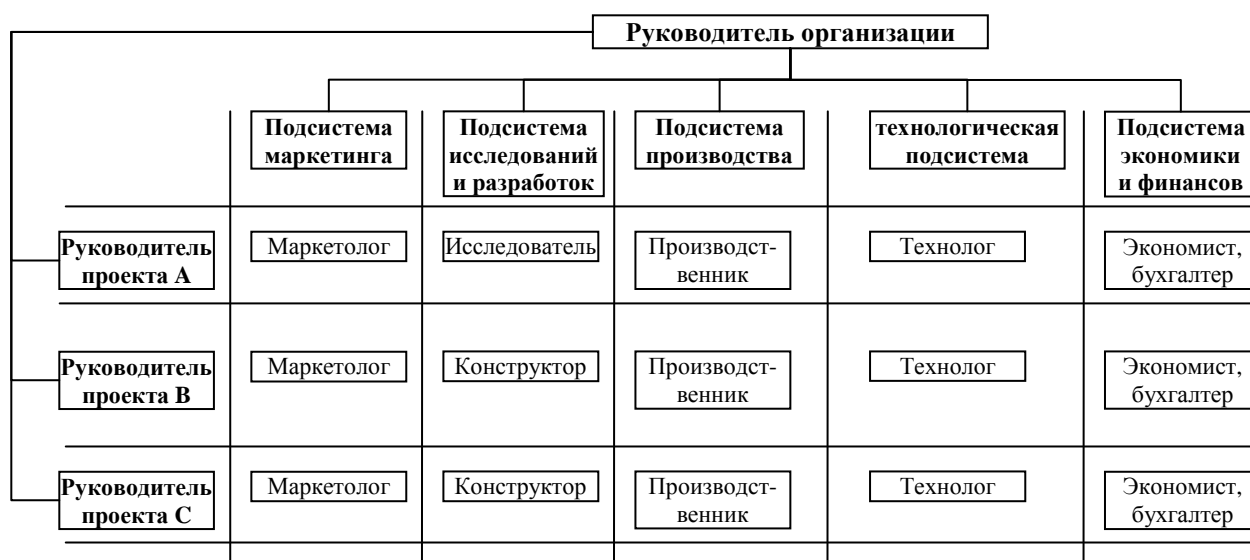 Руководитель организации
Подсистема
маркетинга
Подсистема
исследований
и разработок
Подсистема
производства
технологическая
подсистема
Подсистема
экономики
и финансов
Руководитель
проекта А
Маркетолог
Исследователь
Производст-
венник
Технолог
Экономист,
бухгалтер
Руководитель
проекта В
Маркетолог
Конструктор
Производст-
венник
Технолог
Экономист,
бухгалтер
Руководитель
проекта С
Маркетолог
Конструктор
Производст-
венник
Технолог
Экономист,
бухгалтер